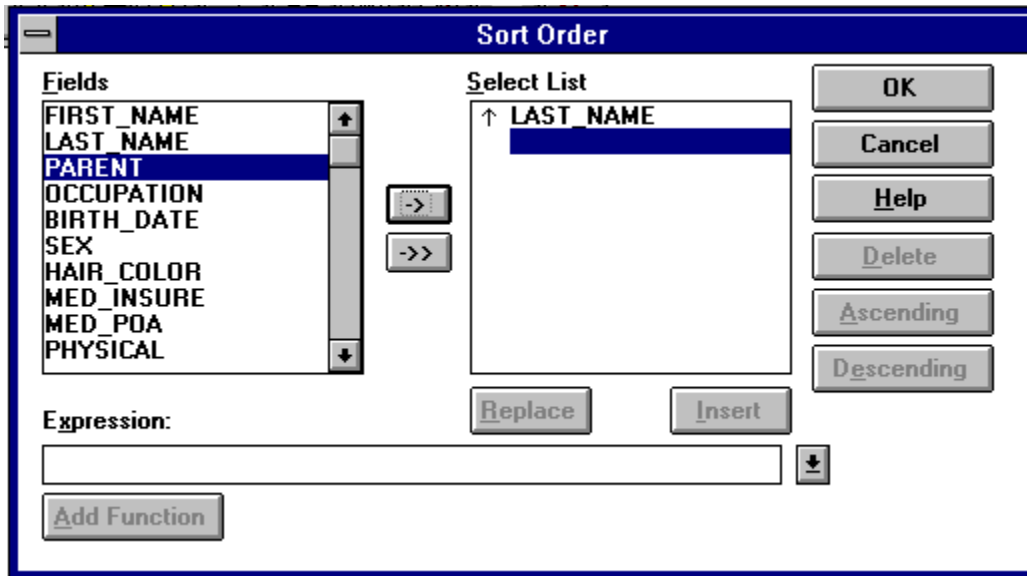 Sort Order
Fields
FIRST_NAME
LAST_NAME
PARENT
OCCUPATION
BIRTH_DATE
SEX
HAIR_COLOR
MED_INSURE
MED_POA
PHYSICAL
->
->>
Select List
↑ LAST_NAME
Replace
Insert
OK
Cancel
Help
Delete
Ascending
Descending
Expression:
Add Function